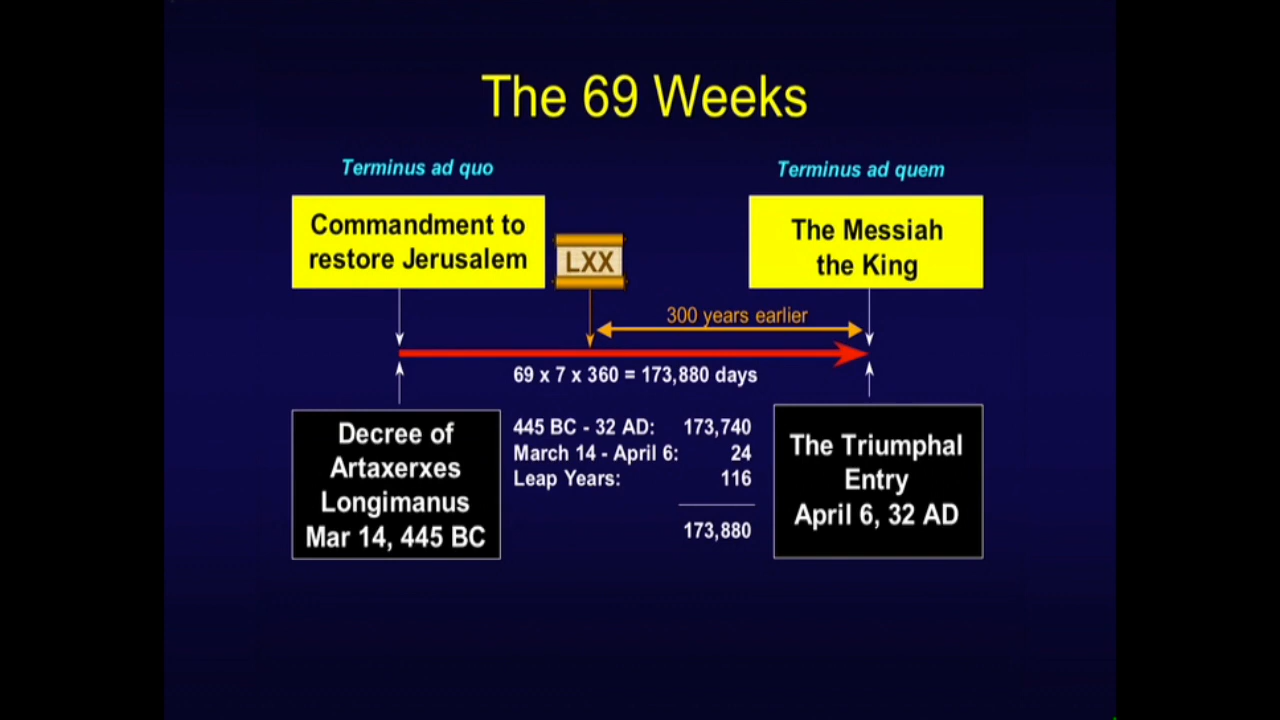 The 69 Weeks
Terminus ad quo
Terminus ad quem
Commandment to
restore Jerusalem
LXX
The Messiah
the King
300 years earlier
69 x 7 x 360 = 173,880 days
Decree of
Artaxerxes
Longimanus
Mar 14, 445 BC
445 BC - 32 AD: 173,740
March 14 - April 6: 24
Leap Years: 116
173,880
The Triumphal
Entry
April 6, 32 AD